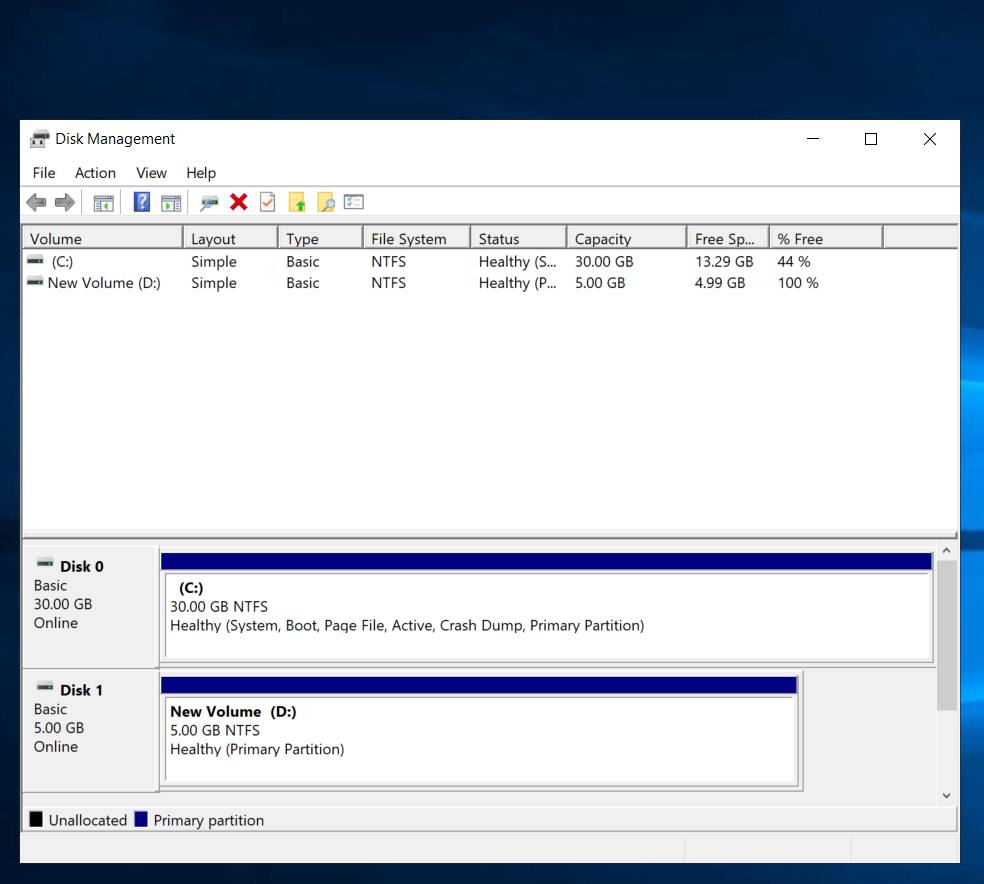 Disk Management
File Action View Help
Volume Layout Type File System Status Capacity Free Sp... % Free
(C:) Simple Basic NTFS Healthy (S... 30.00 GB 13.29 GB 44 %
New Volume (D:) Simple Basic NTFS Healthy (P... 5.00 GB 4.99 GB 100 %
Disk 0
Basic
30.00 GB
Online
(C:)
30.00 GB NTFS
Healthy (System, Boot, Page File, Active, Crash Dump, Primary Partition)
Disk 1
Basic
5.00 GB
Online
New Volume (D:)
5.00 GB NTFS
Healthy (Primary Partition)
Unallocated Primary partition